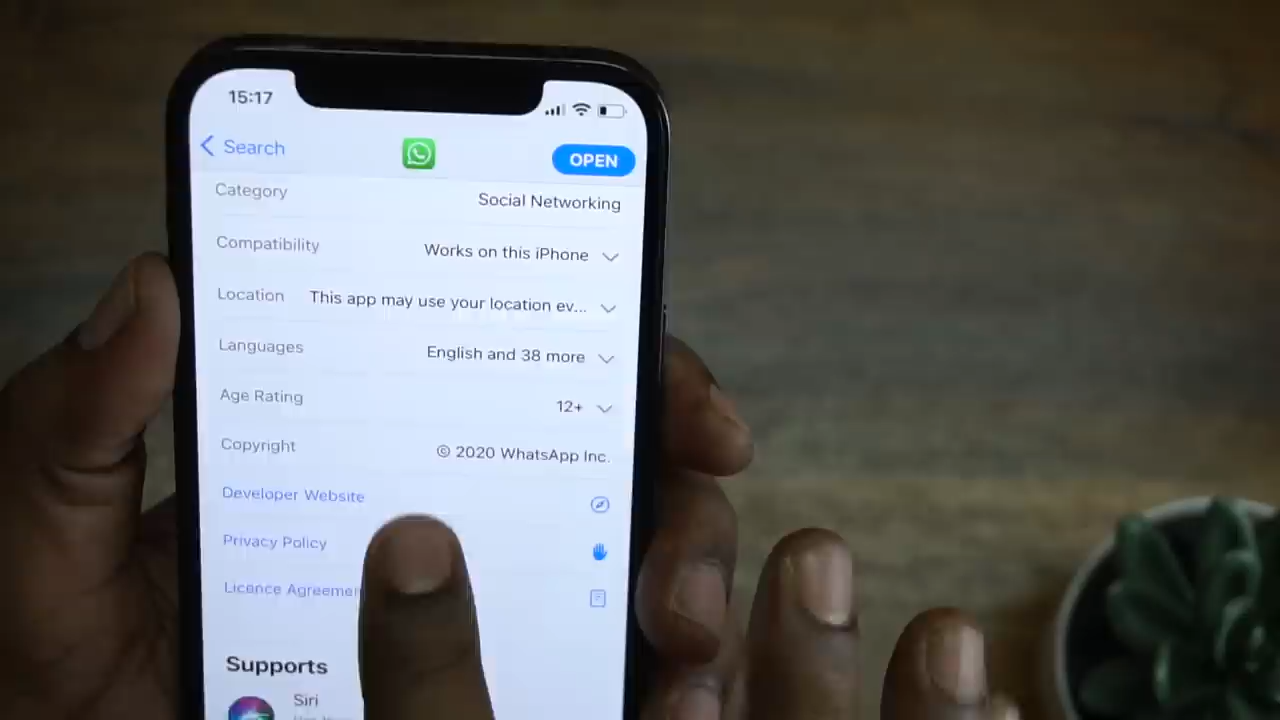 15:17
Search
OPEN
Category Social Networking
Compatibility Works on this iPhone
Location This app may use your location ev...
Languages English and 38 more
Age Rating 12+
Copyright © 2020 WhatsApp Inc.
Developer Website
Privacy Policy
Licence Agreemen
Supports
Siri